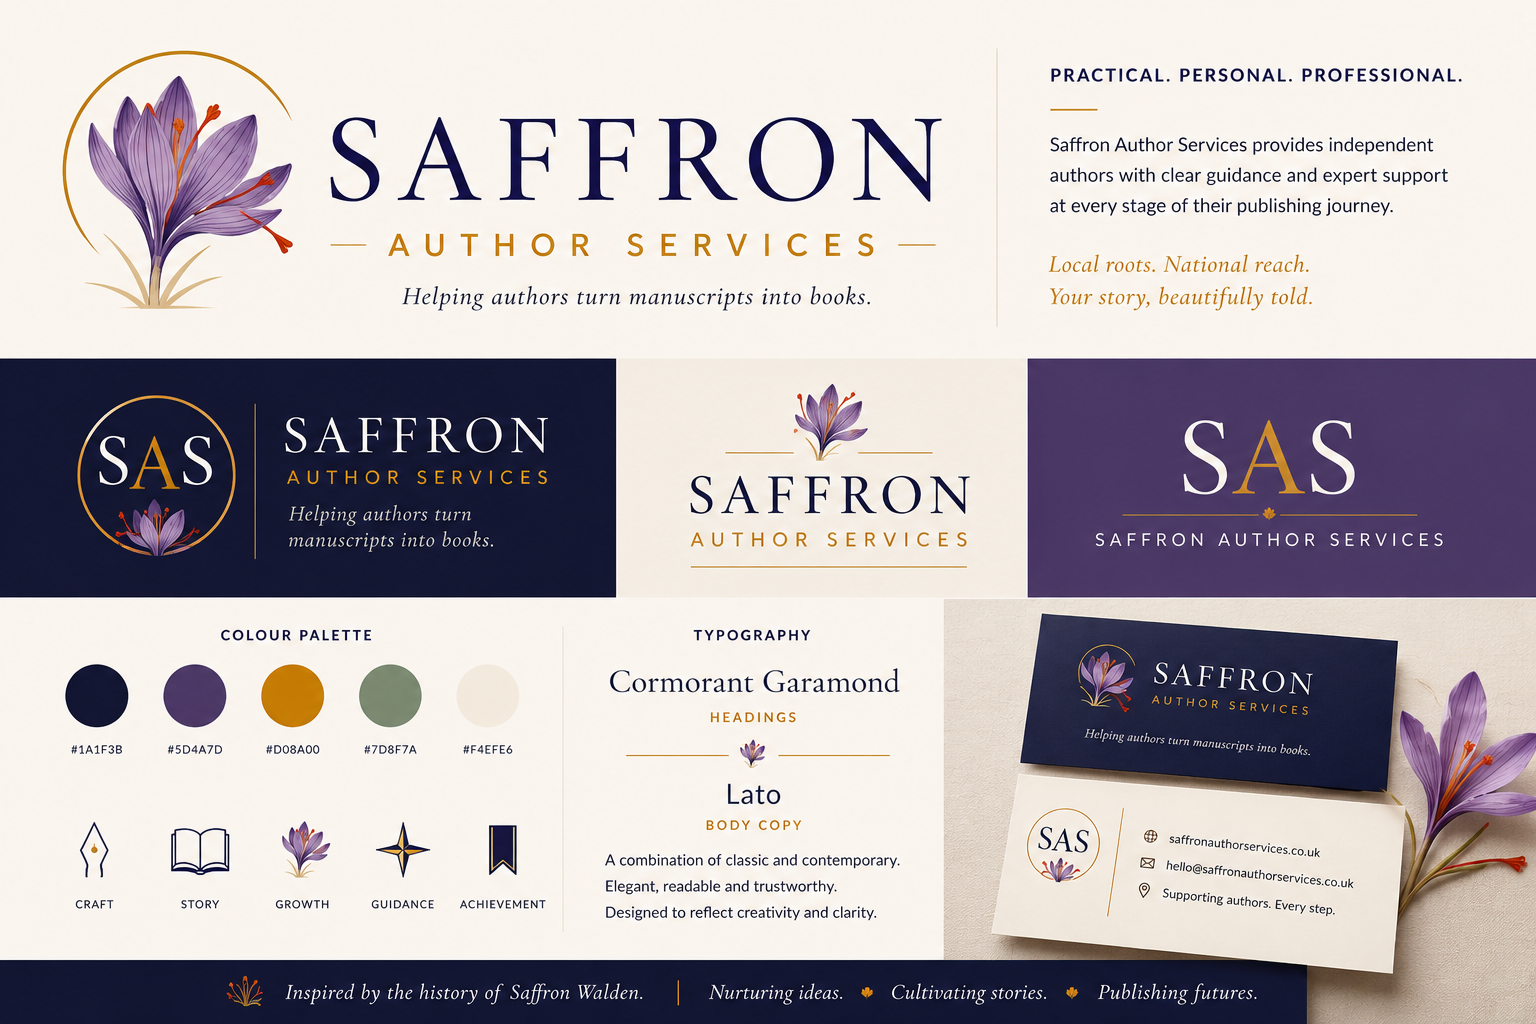 SAFFRON
AUTHOR SERVICES
Helping authors turn manuscripts into books.
PRACTICAL. PERSONAL. PROFESSIONAL.
Saffron Author Services provides independent
authors with clear guidance and expert support
at every stage of their publishing journey.
Local roots. National reach.
Your story, beautifully told.
SAS
SAFFRON
AUTHOR SERVICES
Helping authors turn
manuscripts into books.
SAFFRON
AUTHOR SERVICES
SAS
SAFFRON AUTHOR SERVICES
COLOUR PALETTE
#1A1F3B
#5D4A7D
#D08A00
#7D8F7A
#F4EFE6
CRAFT
STORY
GROWTH
GUIDANCE
ACHIEVEMENT
TYPOGRAPHY
Cormorant Garamond
HEADINGS
Lato
BODY COPY
A combination of classic and contemporary.
Elegant, readable and trustworthy.
Designed to reflect creativity and clarity.
SAFFRON
AUTHOR SERVICES
Helping authors turn manuscripts into books.
SAS
saffronauthorservices.co.uk
hello@saffronauthorservices.co.uk
Supporting authors. Every step.
Inspired by the history of Saffron Walden.
Nurturing ideas.
Cultivating stories.
Publishing futures.